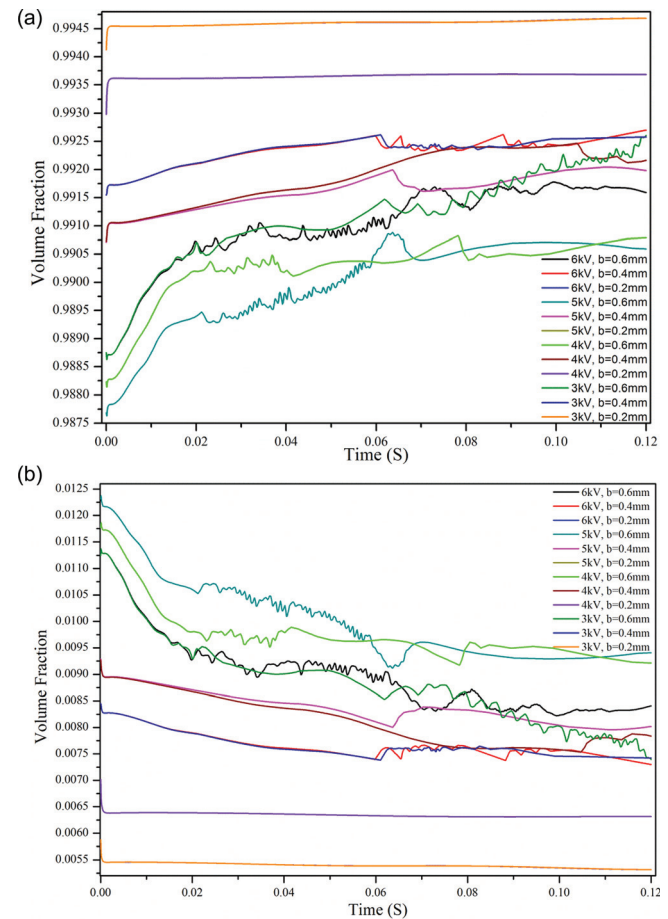 (a)
0.9945
0.9940
0.9935
0.9930
0.9925
0.9920
0.9915
0.9910
0.9905
0.9900
0.9895
0.9890
0.9885
0.9880
0.9875
Volume Fraction
6kV, b=0.6mm
6kV, b=0.4mm
6kV, b=0.2mm
5kV, b=0.6mm
5kV, b=0.4mm
5kV, b=0.2mm
4kV, b=0.6mm
4kV, b=0.4mm
4kV, b=0.2mm
3kV, b=0.6mm
3kV, b=0.4mm
3kV, b=0.2mm
0.00 0.02 0.04 0.06 0.08 0.10 0.12
Time (S)
(b)
0.0125
0.0120
0.0115
0.0110
0.0105
0.0100
0.0095
0.0090
0.0085
0.0080
0.0075
0.0070
0.0065
0.0060
0.0055
Volume Fraction
6kV, b=0.6mm
6kV, b=0.4mm
6kV, b=0.2mm
5kV, b=0.6mm
5kV, b=0.4mm
5kV, b=0.2mm
4kV, b=0.6mm
4kV, b=0.4mm
4kV, b=0.2mm
3kV, b=0.6mm
3kV, b=0.4mm
3kV, b=0.2mm
0.00 0.02 0.04 0.06 0.08 0.10 0.12
Time (S)